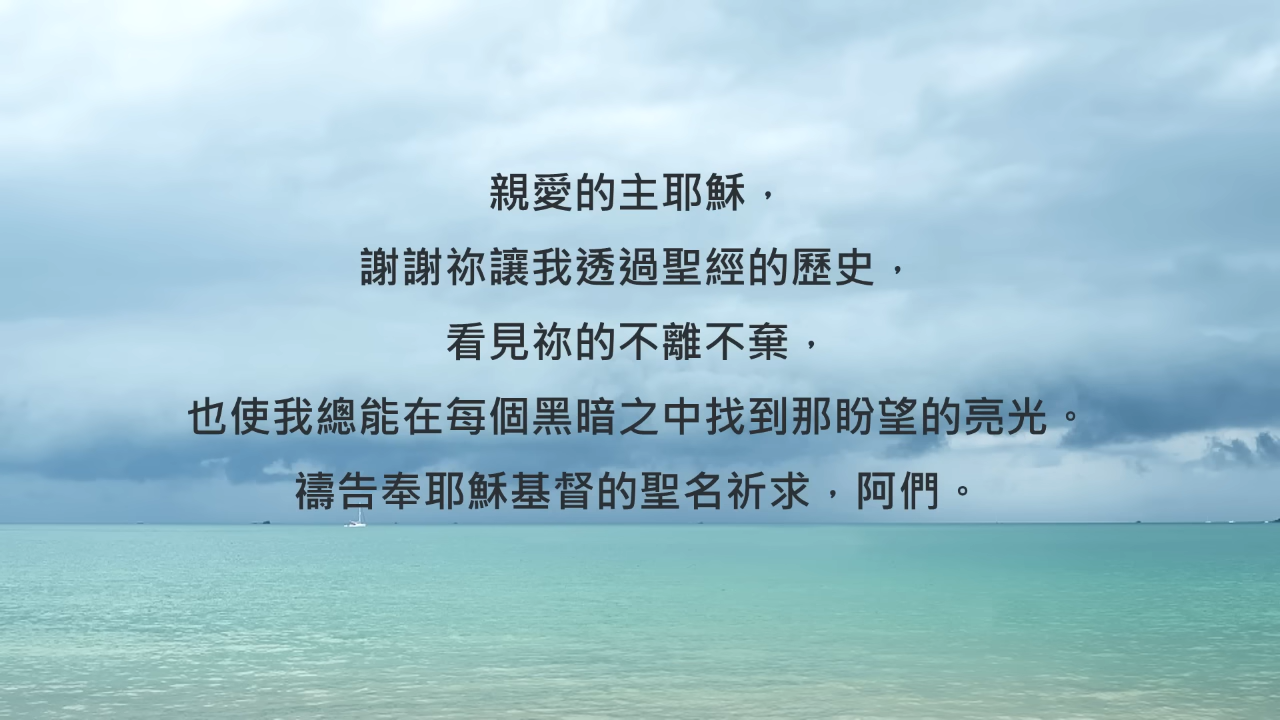 親愛的主耶穌，
謝謝祢讓我透過聖經的歷史，
看見祢的不離不棄，
也使我總能在每個黑暗之中找到那盼望的亮光。
禱告奉耶穌基督的聖名祈求，阿們。